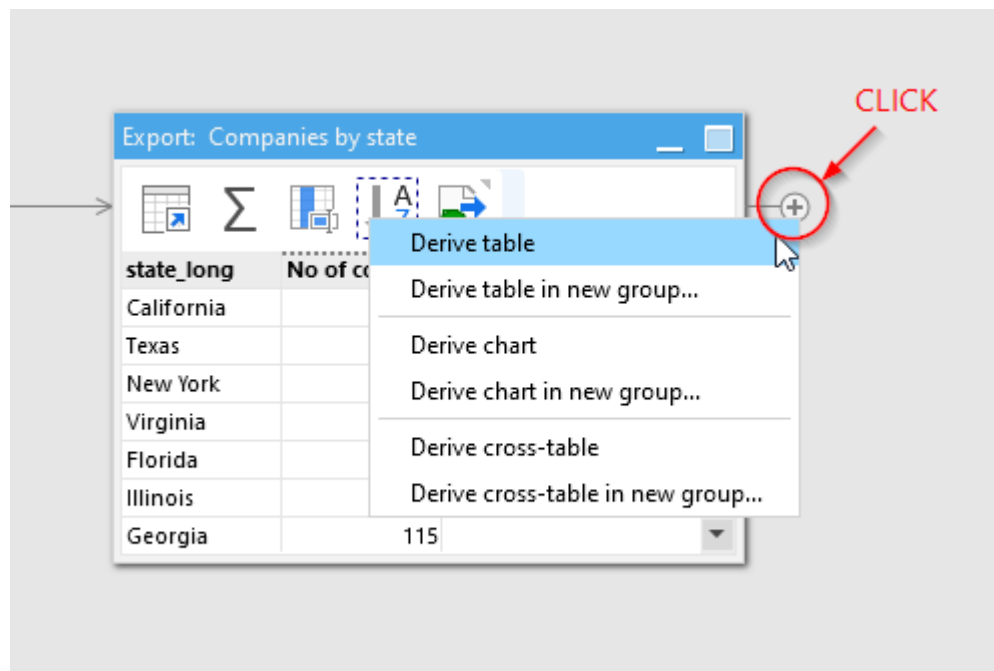 CLICK
Export: Companies by state
A
Z
Derive table
state_long No of
Derive table in new group...
California
Texas
Derive chart
New York
Derive chart in new group...
Virginia
Derive cross-table
Florida
Illinois
Derive cross-table in new group...
Georgia 115